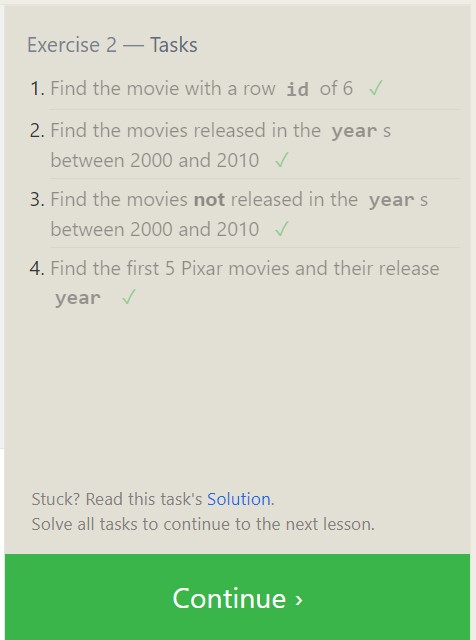 Exercise 2 — Tasks
1. Find the movie with a row id of 6 ✓
2. Find the movies released in the year s
between 2000 and 2010 ✓
3. Find the movies not released in the year s
between 2000 and 2010 ✓
4. Find the first 5 Pixar movies and their release
year ✓
Stuck? Read this task's Solution.
Solve all tasks to continue to the next lesson.
Continue ›